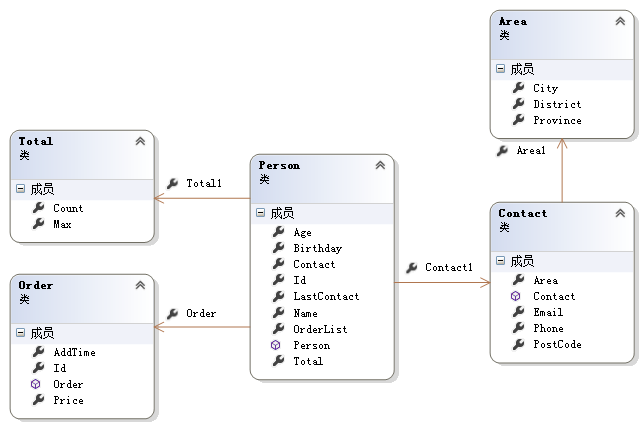 Area
类
成员
City
District
Province
Area1
Total
类
成员
Count
Max
Total1
Person
类
成员
Age
Birthday
Contact
Id
LastContact
Name
OrderList
Person
Total
Contact1
Contact
类
成员
Area
Contact
Email
Phone
PostCode
Order
类
成员
AddTime
Id
Order
Price
Order